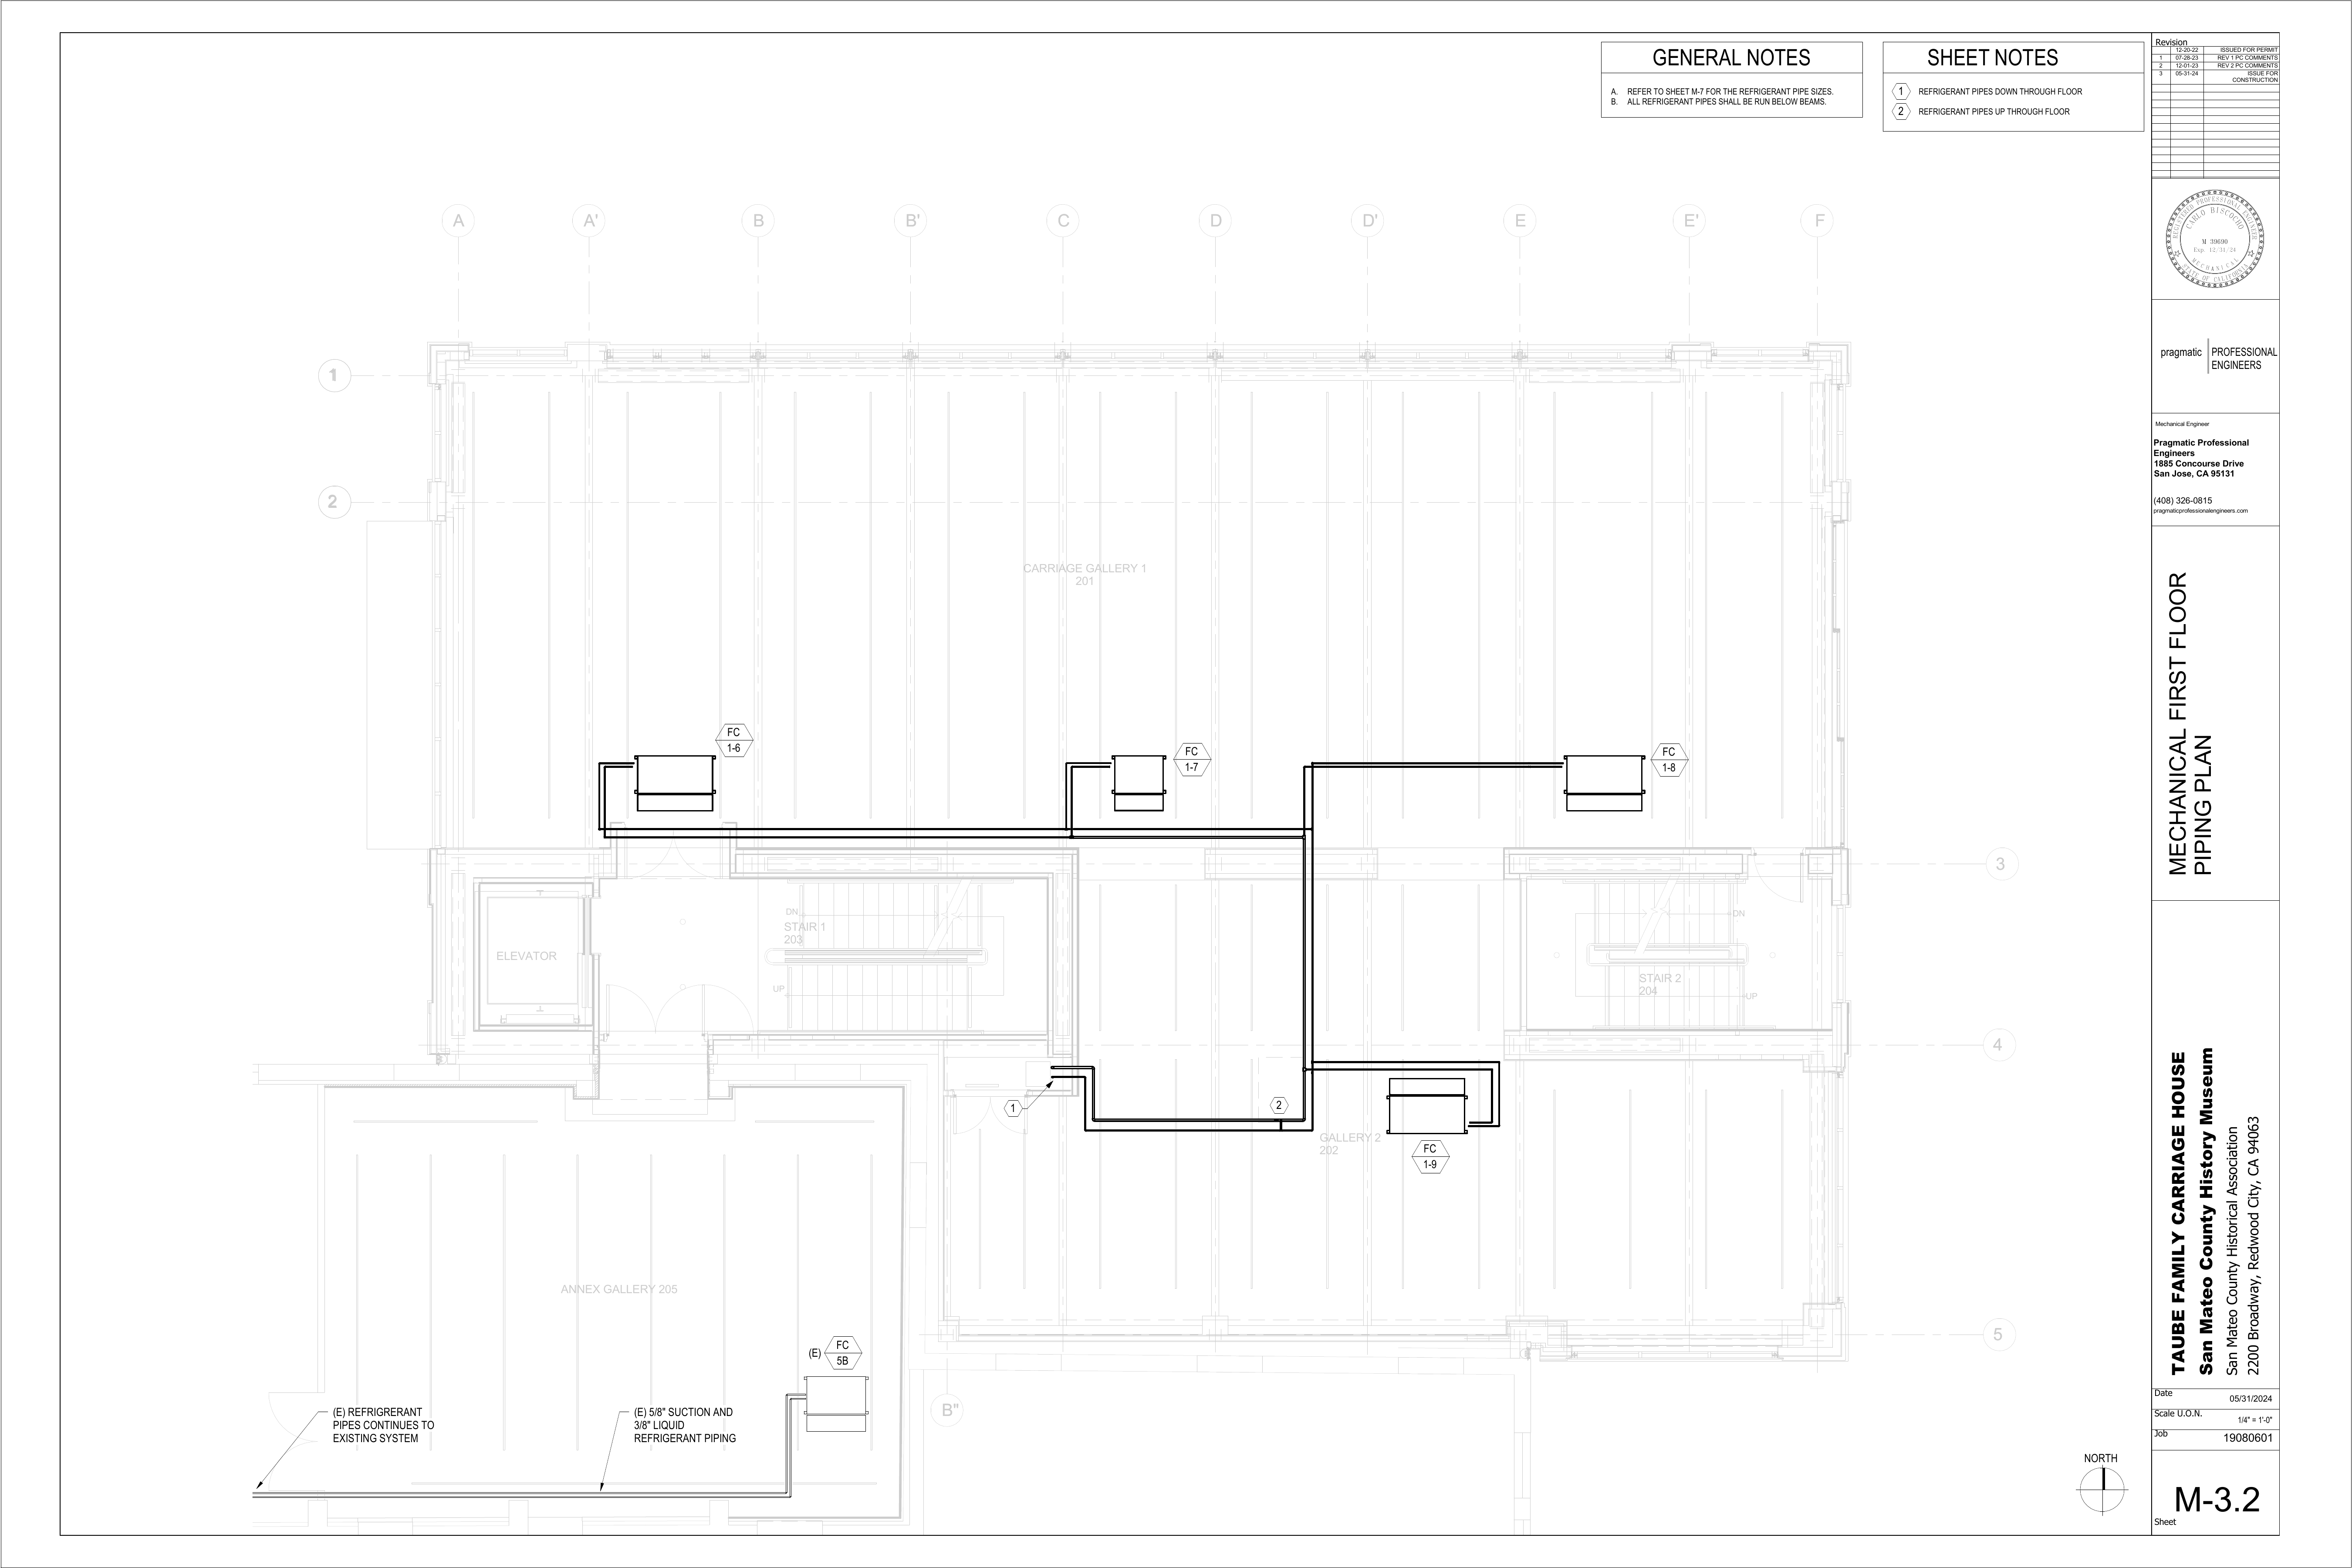 GENERAL NOTES
A. REFER TO SHEET M-7 FOR THE REFRIGERANT PIPE SIZES.
B. ALL REFRIGERANT PIPES SHALL BE RUN BELOW BEAMS.
SHEET NOTES
1 REFRIGERANT PIPES DOWN THROUGH FLOOR
2 REFRIGERANT PIPES UP THROUGH FLOOR
A
A'
B
B'
C
D
D'
E
E'
F
1
2
CARRIAGE GALLERY 1
201
FC
1-6
FC
1-7
FC
1-8
3
DN
STAIR 1
203
ELEVATOR
UP
DN
STAIR 2
204
UP
4
1
2
GALLERY 2
202
FC
1-9
5
ANNEX GALLERY 205
(E)
FC
5B
B"
(E) REFRIGRERANT
PIPES CONTINUES TO
EXISTING SYSTEM
(E) 5/8" SUCTION AND
3/8" LIQUID
REFRIGERANT PIPING
NORTH
Revision
12-20-22 ISSUED FOR PERMIT
1 07-28-23 REV 1 PC COMMENTS
2 12-01-23 REV 2 PC COMMENTS
3 05-31-24 ISSUE FOR
CONSTRUCTION
REGISTERED PROFESSIONAL ENGINEER
CARLO BISCOCHO
M 39690
MECHANICAL
STATE OF CALIFORNIA
pragmatic
PROFESSIONAL
ENGINEERS
Mechanical Engineer
Pragmatic Professional
Engineers
1885 Concourse Drive
San Jose, CA 95131
(408) 326-0815
pragmaticprofessionalengineers.com
MECHANICAL FIRST FLOOR
PIPING PLAN
TAUBE FAMILY CARRIAGE HOUSE
San Mateo County History Museum
San Mateo County Historical Association
2200 Broadway, Redwood City, CA 94063
Date
05/31/2024
Scale U.O.N.
1/4" = 1'-0"
Job
19080601
M-3.2
Sheet